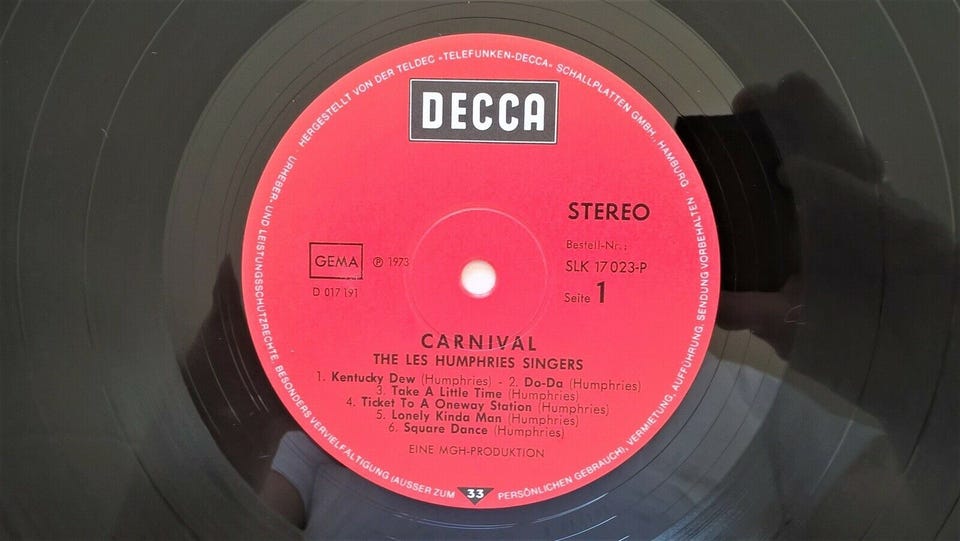 HERGESTELLT VON DER TELDEC »TELEFUNKEN-DECCA« SCHALLPLATTEN GMBH., HAMBURG
DECCA
STEREO
Bestell-Nr.:
SLK 17 023-P
Seite 1
GEMA
℗ 1973
D 017 191
CARNIVAL
THE LES HUMPHRIES SINGERS
1. Kentucky Dew (Humphries) - 2. Do-Da (Humphries)
3. Take A Little Time (Humphries)
4. Ticket To A Oneway Station (Humphries)
5. Lonely Kinda Man (Humphries)
6. Square Dance (Humphries)
EINE MGH-PRODUKTION
33
URHEBER- UND LEISTUNGSSCHUTZRECHTE, BESONDERS VERVIELFÄLTIGUNG (AUSSER ZUM PERSÖNLICHEN GEBRAUCH), VERMIETUNG, AUFFÜHRUNG, SENDUNG VORBEHALTEN